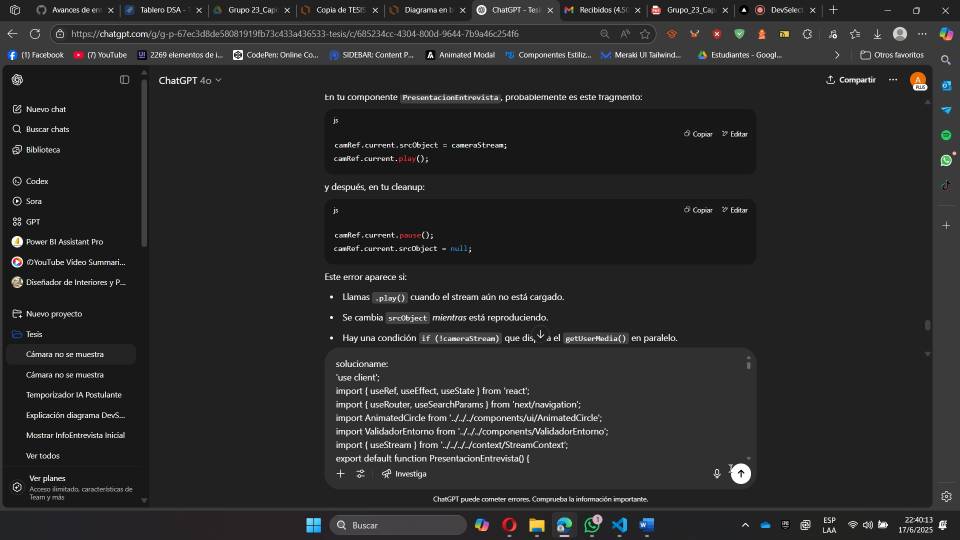 Avances de em
Tablero DSA -
Grupo 23_Cap
Copia de TESIS
Diagrama en b
ChatGPT - Tesi
Recibidos (4.50
Grupo_23_Cap
DevSelect
https://chatgpt.com/g/g-p-67ec3d8de58081919fb73c433a436533-tesis/c/685234cc-4304-800d-9644-7b9a46c254f6
(1) Facebook
(7) YouTube
2269 elementos de i...
CodePen: Online Co...
SIDEBAR: Content P...
Animated Modal
Componentes Estiliz...
Meraki UI Tailwind...
Estudiantes - Googl...
Otros favoritos
ChatGPT 4o
Compartir
A
PLUS
Nuevo chat
Buscar chats
Biblioteca
Codex
Sora
GPT
Power BI Assistant Pro
YouTube Video Summari...
Diseñador de Interiores y P...
Nuevo proyecto
Tesis
Cámara no se muestra
Cámara no se muestra
Temporizador IA Postulante
Explicación diagrama DevS...
Mostrar InfoEntrevista Inicial
Ver todos
Ver planes
Acceso ilimitado, características de
Team y más
En tu componente PresentacionEntrevista, probablemente es este fragmento:
js
Copiar
Editar
camRef.current.srcObject = cameraStream;
camRef.current.play();
y después, en tu cleanup:
js
Copiar
Editar
camRef.current.pause();
camRef.current.srcObject = null;
Este error aparece si:
• Llamas .play() cuando el stream aún no está cargado.
• Se cambia srcObject mientras está reproduciendo.
• Hay una condición if (!cameraStream) que dis a el getUserMedia() en paralelo.
solucioname:
'use client';
import { useRef, useEffect, useState } from 'react';
import { useRouter, useSearchParams } from 'next/navigation';
import AnimatedCircle from '../../../components/ui/AnimatedCircle';
import ValidadorEntorno from '../../../components/ValidadorEntorno';
import { useStream } from '../../../../context/StreamContext';
export default function PresentacionEntrevista() {
Investiga
ChatGPT puede cometer errores. Comprueba la información importante.
Buscar
1
ESP
LAA
22:40:13
17/6/2025